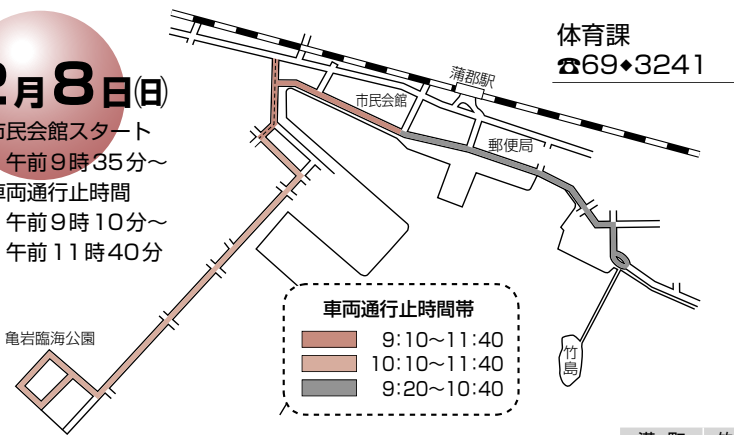 2月8日(日)
市民会館スタート
午前9時35分～
車両通行止時間
午前9時10分～
午前11時40分
体育課
☎69◆3241
蒲郡駅
市民会館
郵便局
亀岩臨海公園
竹島
車両通行止時間帯
9:10～11:40
10:10～11:40
9:20～10:40